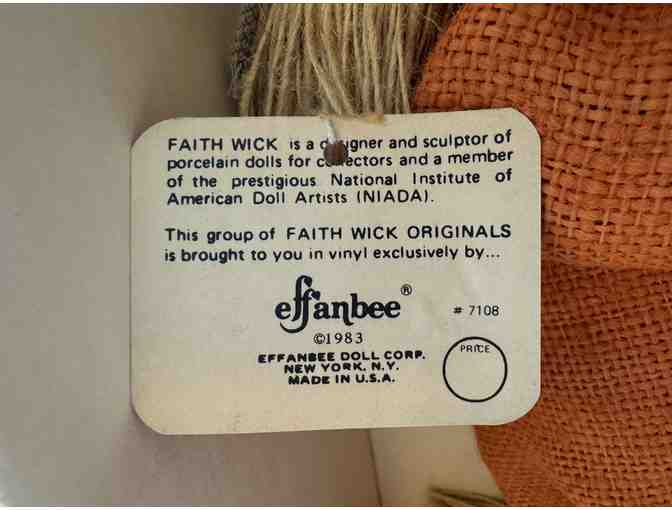 FAITH WICK is a designer and sculptor of
porcelain dolls for collectors and a member
of the prestigious National Institute of
American Doll Artists (NIADA).
This group of FAITH WICK ORIGINALS
is brought to you in vinyl exclusively by...
effanbee ®
# 7108
©1983
PRICE
EFFANBEE DOLL CORP.
NEW YORK, N.Y.
MADE IN U.S.A.